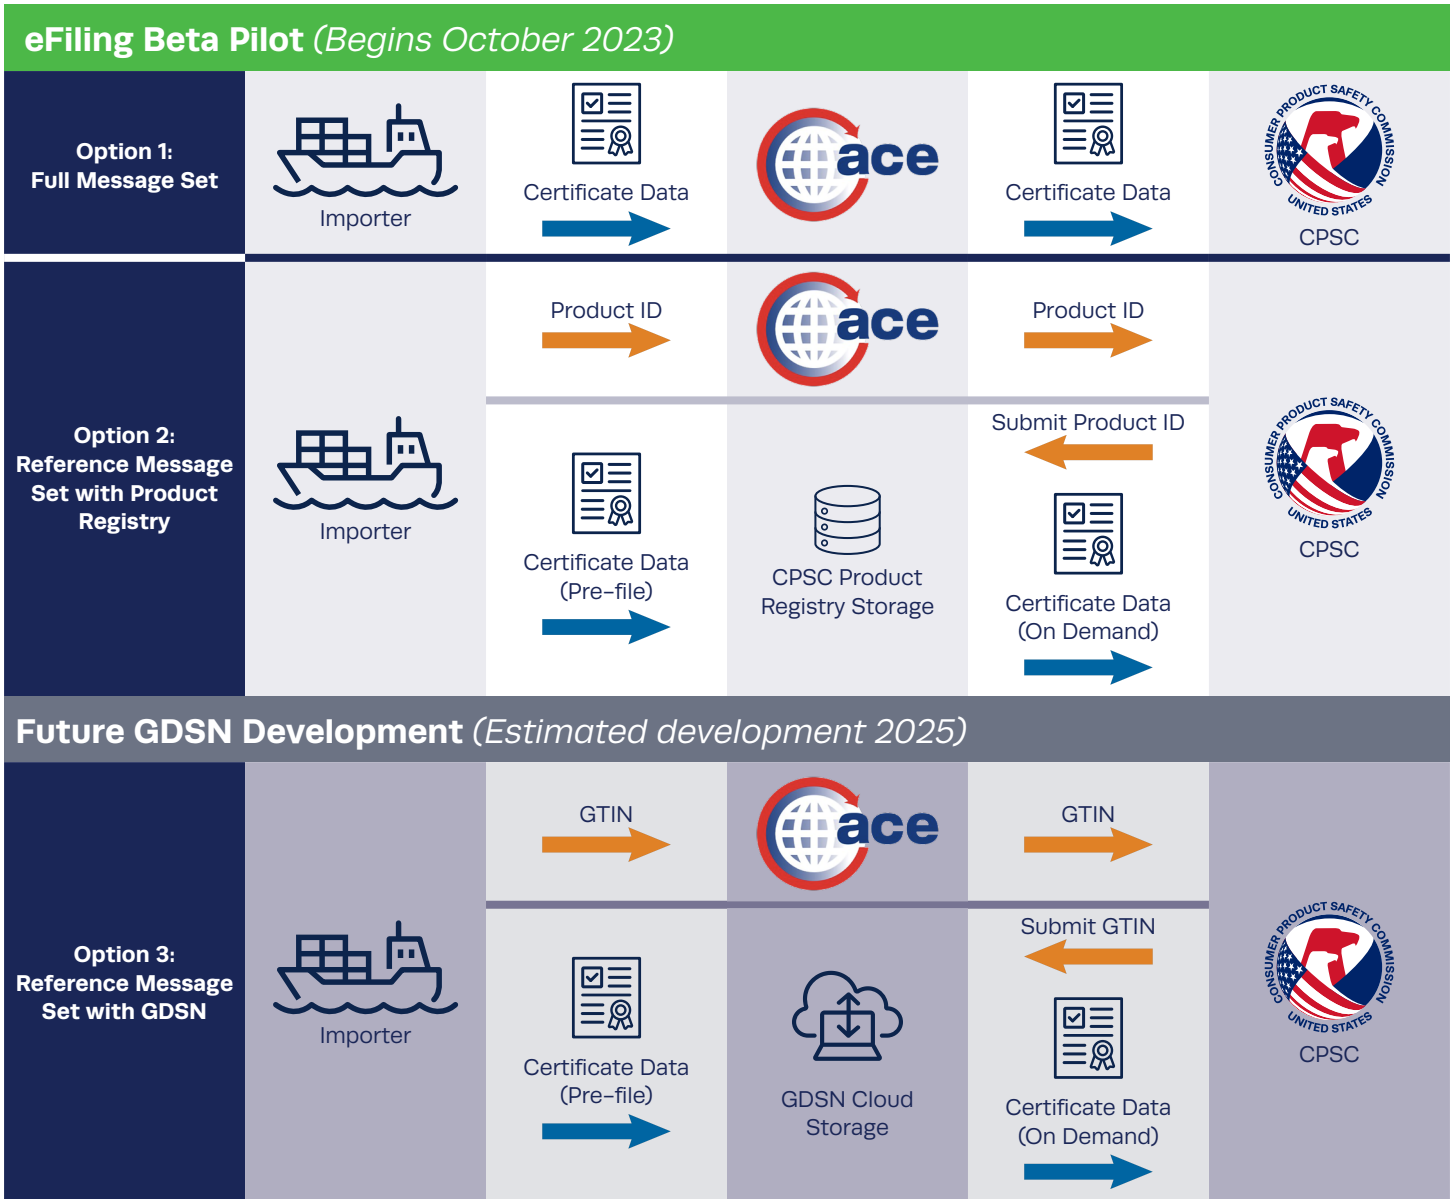 eFiling Beta Pilot (Begins October 2023)
Option 1:
Full Message Set
Importer
Certificate Data
ace
Certificate Data
CONSUMER PRODUCT SAFETY COMMISSION
UNITED STATES
CPSC
Option 2:
Reference Message
Set with Product
Registry
Importer
Product ID
ace
Product ID
Certificate Data
(Pre-file)
CPSC Product
Registry Storage
Submit Product ID
Certificate Data
(On Demand)
CONSUMER PRODUCT SAFETY COMMISSION
UNITED STATES
CPSC
Future GDSN Development (Estimated development 2025)
Option 3:
Reference Message
Set with GDSN
Importer
GTIN
ace
GTIN
Certificate Data
(Pre-file)
GDSN Cloud
Storage
Submit GTIN
Certificate Data
(On Demand)
CONSUMER PRODUCT SAFETY COMMISSION
UNITED STATES
CPSC